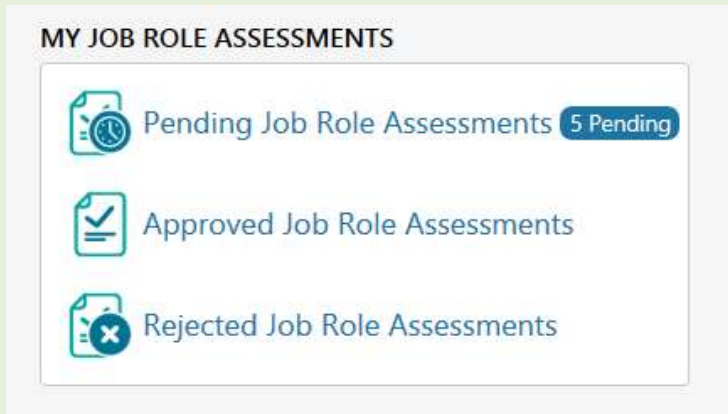 MY JOB ROLE ASSESSMENTS
Pending Job Role Assessments 5 Pending
Approved Job Role Assessments
Rejected Job Role Assessments